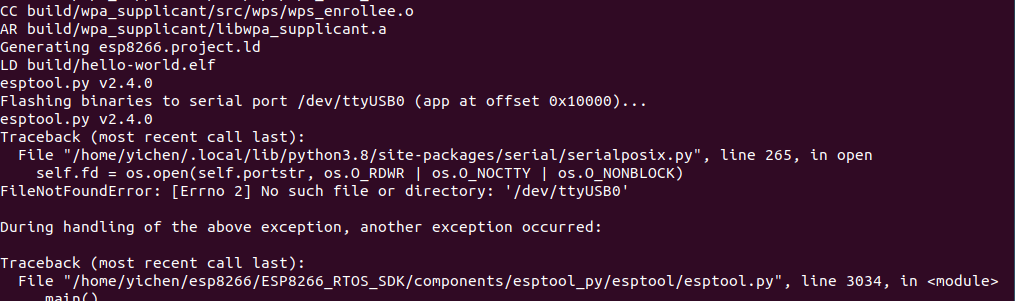 CC build/wpa_supplicant/src/wps/wps_enrollee.o
AR build/wpa_supplicant/libwpa_supplicant.a
Generating esp8266.project.ld
LD build/hello-world.elf
esptool.py v2.4.0
Flashing binaries to serial port /dev/ttyUSB0 (app at offset 0x10000)...
esptool.py v2.4.0
Traceback (most recent call last):
  File "/home/yichen/.local/lib/python3.8/site-packages/serial/serialposix.py", line 265, in open
    self.fd = os.open(self.portstr, os.O_RDWR | os.O_NOCTTY | os.O_NONBLOCK)
FileNotFoundError: [Errno 2] No such file or directory: '/dev/ttyUSB0'

During handling of the above exception, another exception occurred:

Traceback (most recent call last):
  File "/home/yichen/esp8266/ESP8266_RTOS_SDK/components/esptool_py/esptool/esptool.py", line 3034, in <module>
    main()